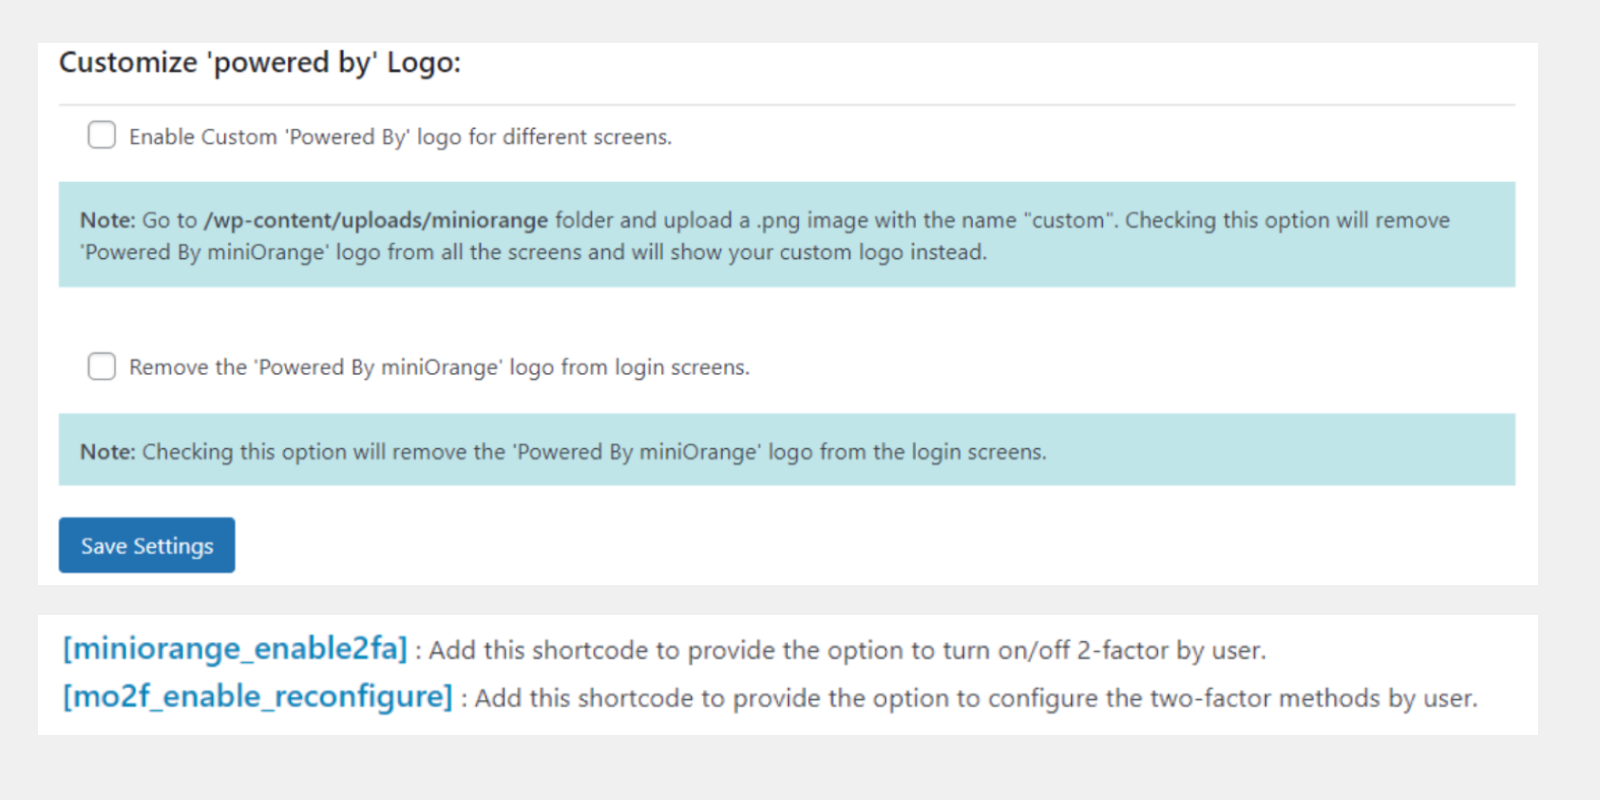 Customize 'powered by' Logo:
Enable Custom 'Powered By' logo for different screens.
Note: Go to /wp-content/uploads/miniorange folder and upload a .png image with the name "custom". Checking this option will remove
'Powered By miniOrange' logo from all the screens and will show your custom logo instead.
Remove the 'Powered By miniOrange' logo from login screens.
Note: Checking this option will remove the 'Powered By miniOrange' logo from the login screens.
Save Settings
[miniorange_enable2fa] : Add this shortcode to provide the option to turn on/off 2-factor by user.
[mo2f_enable_reconfigure] : Add this shortcode to provide the option to configure the two-factor methods by user.